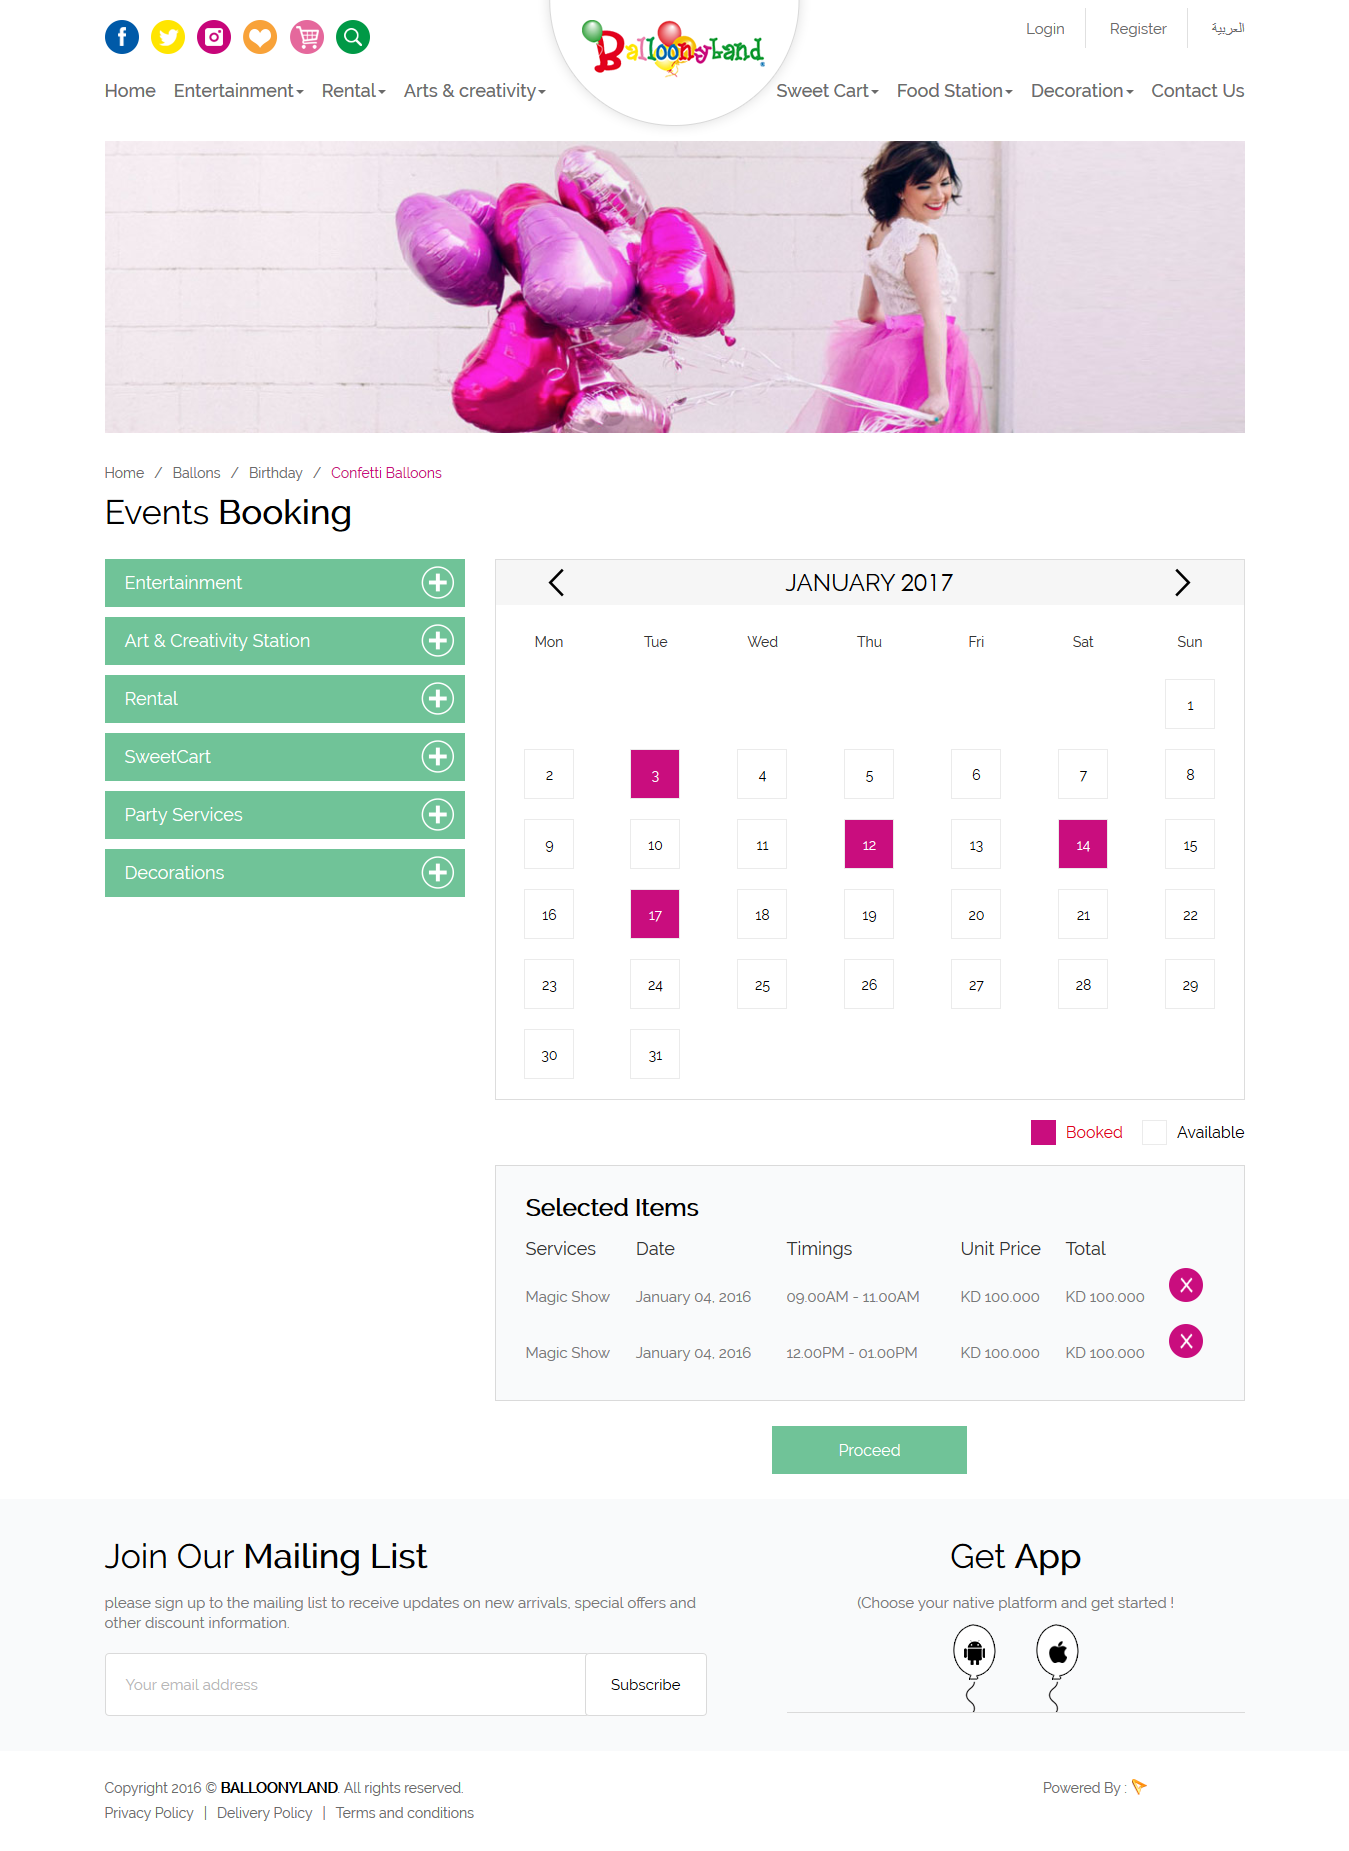 Login Register العربية
BalloonyLand
Home Entertainment Rental Arts & creativity Sweet Cart Food Station Decoration Contact Us
Home / Ballons / Birthday / Confetti Balloons
Events Booking
Entertainment
Art & Creativity Station
Rental
SweetCart
Party Services
Decorations
JANUARY 2017
Mon Tue Wed Thu Fri Sat Sun
1
2 3 4 5 6 7 8
9 10 11 12 13 14 15
16 17 18 19 20 21 22
23 24 25 26 27 28 29
30 31
Booked Available
Selected Items
Services Date Timings Unit Price Total
Magic Show January 04, 2016 09.00AM - 11.00AM KD 100.000 KD 100.000 X
Magic Show January 04, 2016 12.00PM - 01.00PM KD 100.000 KD 100.000 X
Proceed
Join Our Mailing List
please sign up to the mailing list to receive updates on new arrivals, special offers and
other discount information.
Your email address Subscribe
Get App
(Choose your native platform and get started !
Copyright 2016 © BALLOONYLAND. All rights reserved.
Powered By :
Privacy Policy | Delivery Policy | Terms and conditions